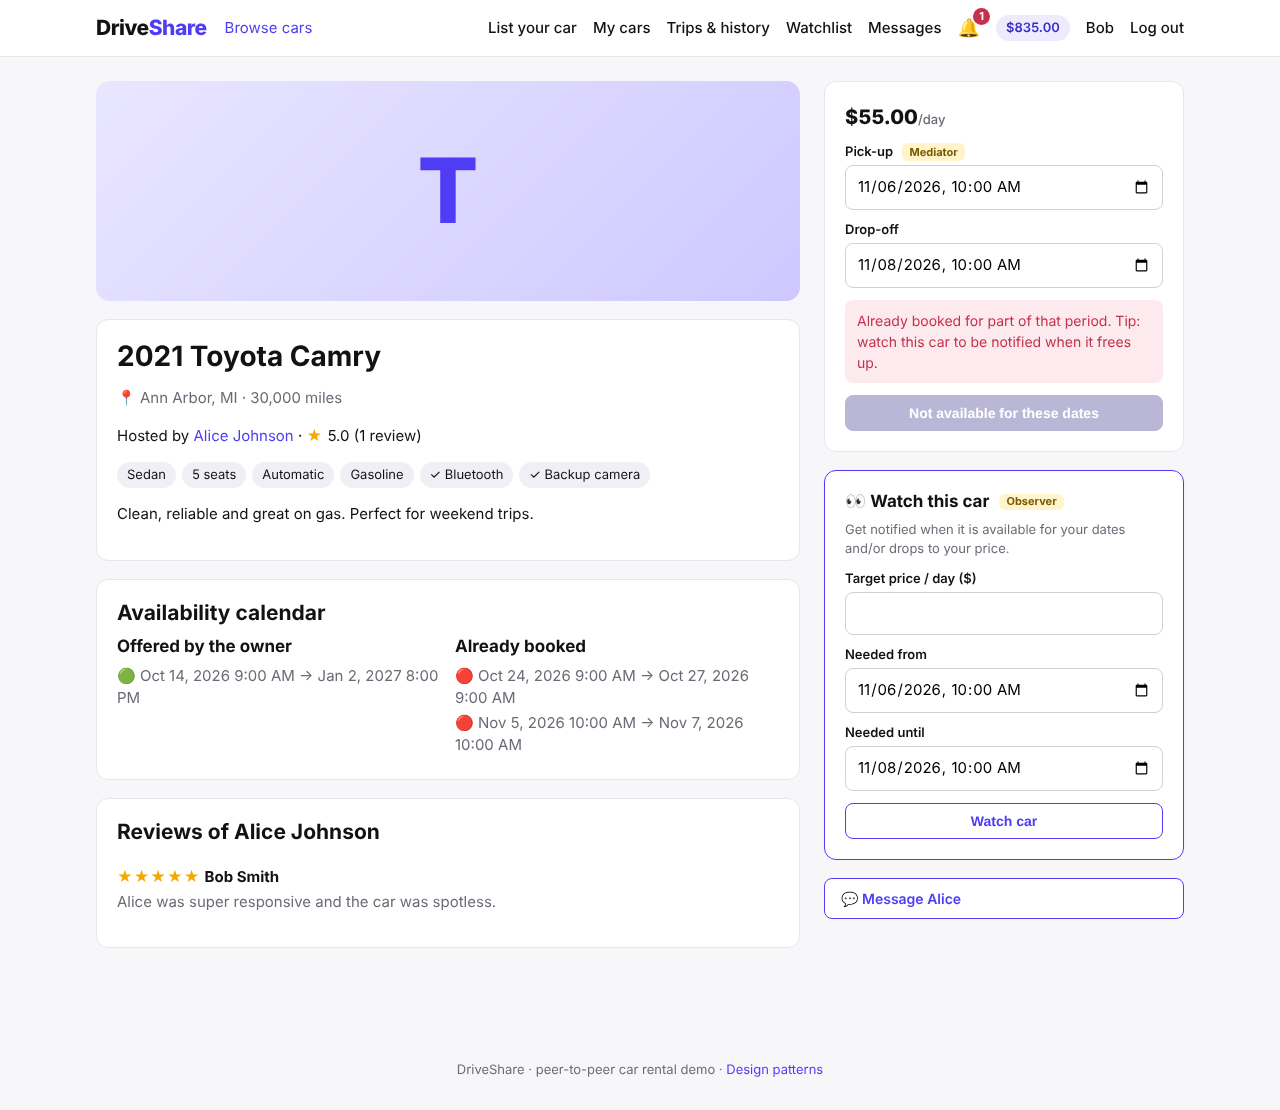 DriveShare Browse cars List your car My cars Trips & history Watchlist Messages 🔔 1 $835.00 Bob Log out
T
2021 Toyota Camry
📍 Ann Arbor, MI · 30,000 miles
Hosted by Alice Johnson · ★ 5.0 (1 review)
Sedan 5 seats Automatic Gasoline ✓ Bluetooth ✓ Backup camera
Clean, reliable and great on gas. Perfect for weekend trips.
Availability calendar
Offered by the owner
🟢 Oct 14, 2026 9:00 AM → Jan 2, 2027 8:00
PM
Already booked
🔴 Oct 24, 2026 9:00 AM → Oct 27, 2026
9:00 AM
🔴 Nov 5, 2026 10:00 AM → Nov 7, 2026
10:00 AM
Reviews of Alice Johnson
★★★★★ Bob Smith
Alice was super responsive and the car was spotless.
$55.00/day
Pick-up Mediator
11/06/2026, 10:00 AM
Drop-off
11/08/2026, 10:00 AM
Already booked for part of that period. Tip:
watch this car to be notified when it frees
up.
Not available for these dates
👀 Watch this car Observer
Get notified when it is available for your dates
and/or drops to your price.
Target price / day ($)
Needed from
11/06/2026, 10:00 AM
Needed until
11/08/2026, 10:00 AM
Watch car
💬 Message Alice
DriveShare · peer-to-peer car rental demo · Design patterns